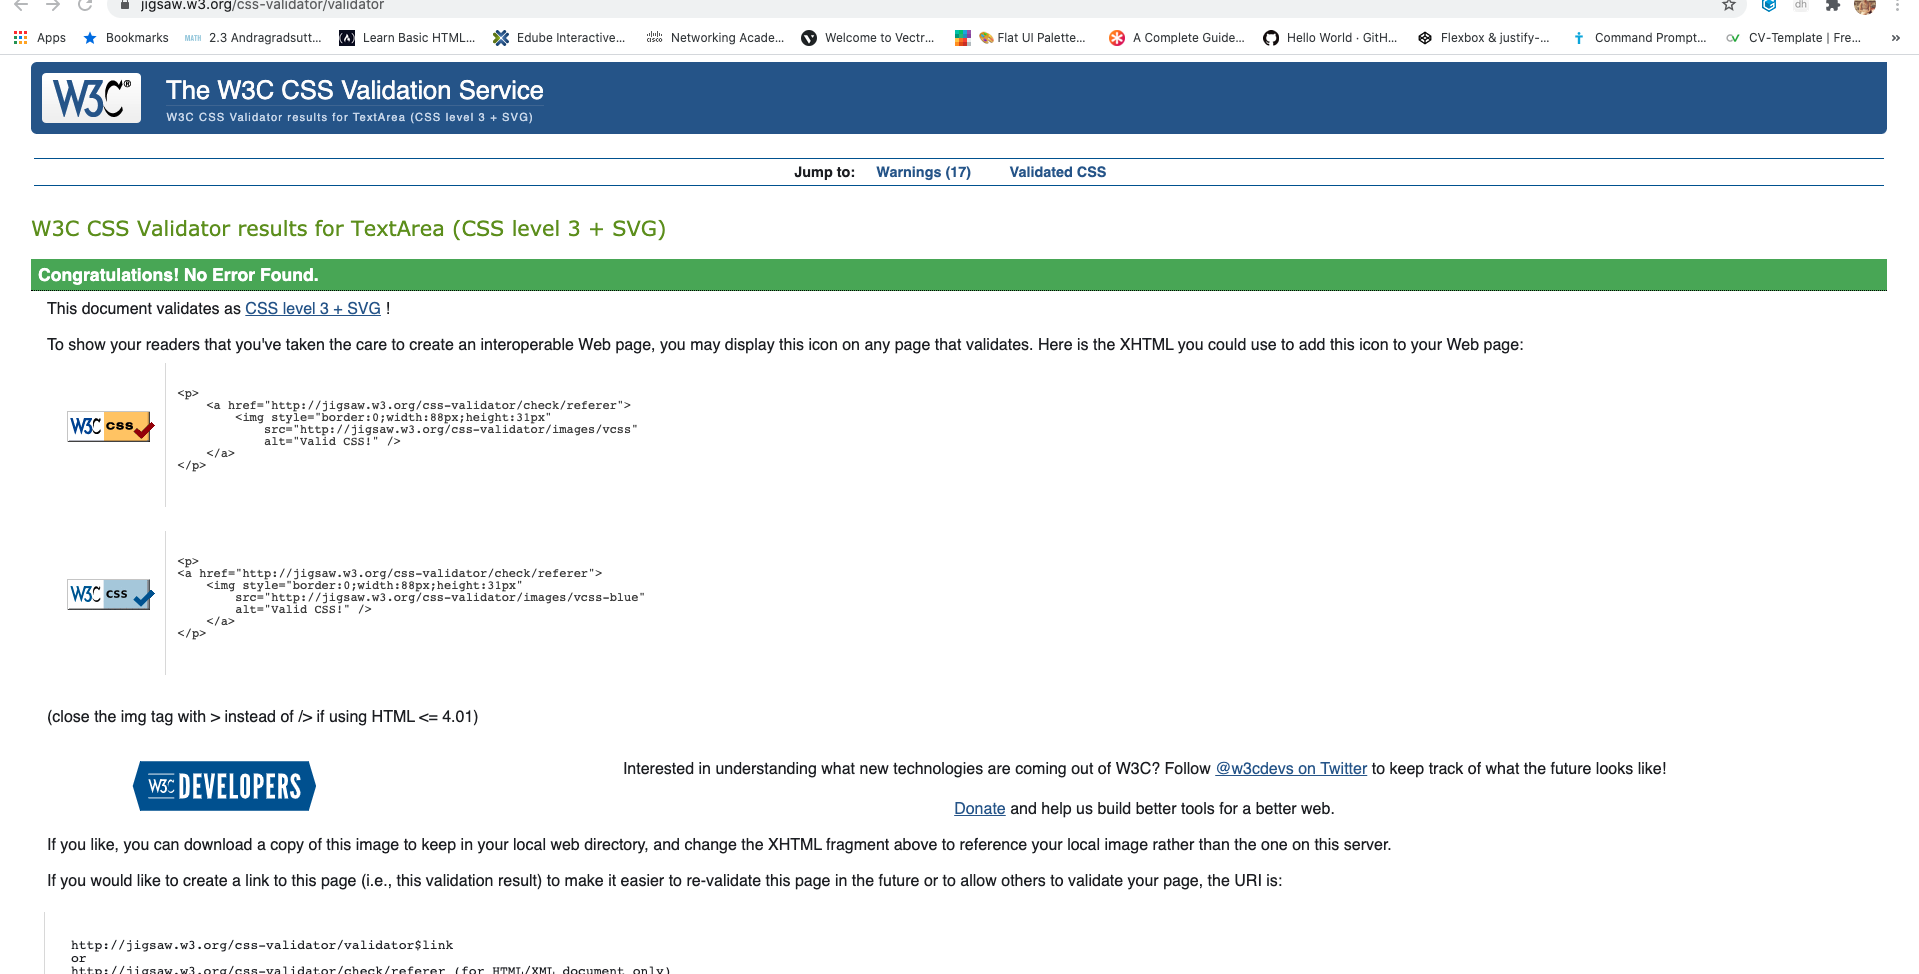 jigsaw.w3.org/css-validator/validator
dh
Apps Bookmarks MATH 2.3 Andragradsutt... Learn Basic HTML... Edube Interactive... cisco Networking Acade... Welcome to Vectr... Flat UI Palette... A Complete Guide... Hello World · GitH... Flexbox & justify-... Command Prompt... CV CV-Template | Fre... »
W3C® The W3C CSS Validation Service
W3C CSS Validator results for TextArea (CSS level 3 + SVG)
Jump to: Warnings (17) Validated CSS
W3C CSS Validator results for TextArea (CSS level 3 + SVG)
Congratulations! No Error Found.
This document validates as CSS level 3 + SVG !
To show your readers that you've taken the care to create an interoperable Web page, you may display this icon on any page that validates. Here is the XHTML you could use to add this icon to your Web page:
W3C css
<p>
<a href="http://jigsaw.w3.org/css-validator/check/referer">
<img style="border:0;width:88px;height:31px"
src="http://jigsaw.w3.org/css-validator/images/vcss"
alt="Valid CSS!" />
</a>
</p>
W3C css
<p>
<a href="http://jigsaw.w3.org/css-validator/check/referer">
<img style="border:0;width:88px;height:31px"
src="http://jigsaw.w3.org/css-validator/images/vcss-blue"
alt="Valid CSS!" />
</a>
</p>
(close the img tag with > instead of /> if using HTML <= 4.01)
W3C DEVELOPERS
Interested in understanding what new technologies are coming out of W3C? Follow @w3cdevs on Twitter to keep track of what the future looks like!
Donate and help us build better tools for a better web.
If you like, you can download a copy of this image to keep in your local web directory, and change the XHTML fragment above to reference your local image rather than the one on this server.
If you would like to create a link to this page (i.e., this validation result) to make it easier to re-validate this page in the future or to allow others to validate your page, the URI is:
http://jigsaw.w3.org/css-validator/validator$link
or
http://jigsaw.w3.org/css-validator/check/referer (for HTML/XML document only)